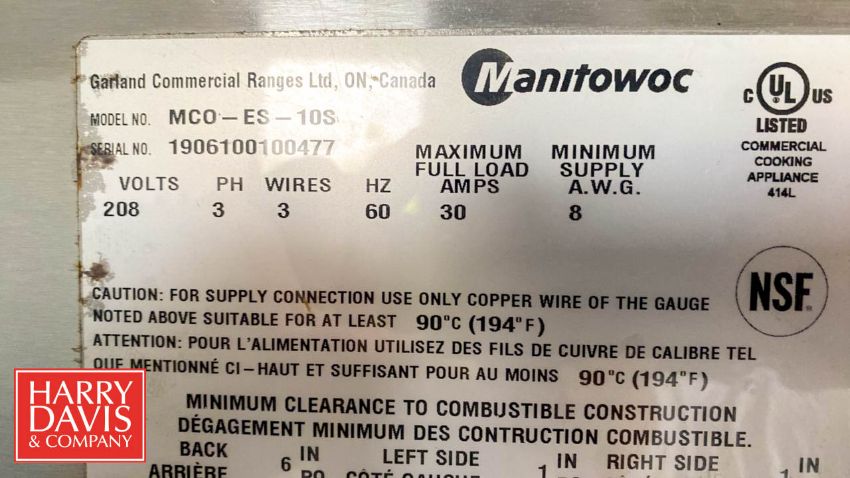 Garland Commercial Ranges Ltd, ON, Canada
Manitowoc
MODEL NO. MCO-ES-10S
SERIAL NO. 1906100100477
C UL US
LISTED
COMMERCIAL
COOKING
APPLIANCE
414L
VOLTS PH WIRES HZ MAXIMUM FULL LOAD AMPS MINIMUM SUPPLY A.W.G.
208 3 3 60 30 8
NSF
CAUTION: FOR SUPPLY CONNECTION USE ONLY COPPER WIRE OF THE GAUGE
NOTED ABOVE SUITABLE FOR AT LEAST 90°C (194°F)
ATTENTION: POUR L'ALIMENTATION UTILISEZ DES FILS DE CUIVRE DE CALIBRE TEL
QUE MENTIONNÉ CI-HAUT ET SUFFISANT POUR AU MOINS 90°C (194°F)
MINIMUM CLEARANCE TO COMBUSTIBLE CONSTRUCTION
DÉGAGEMENT MINIMUM DES CONTRUCTION COMBUSTIBLE.
BACK 6 IN LEFT SIDE 1 IN RIGHT SIDE 1 IN
ARRIÈRE PO CÔTÉ GAUCHE
HARRY
DAVIS
& COMPANY